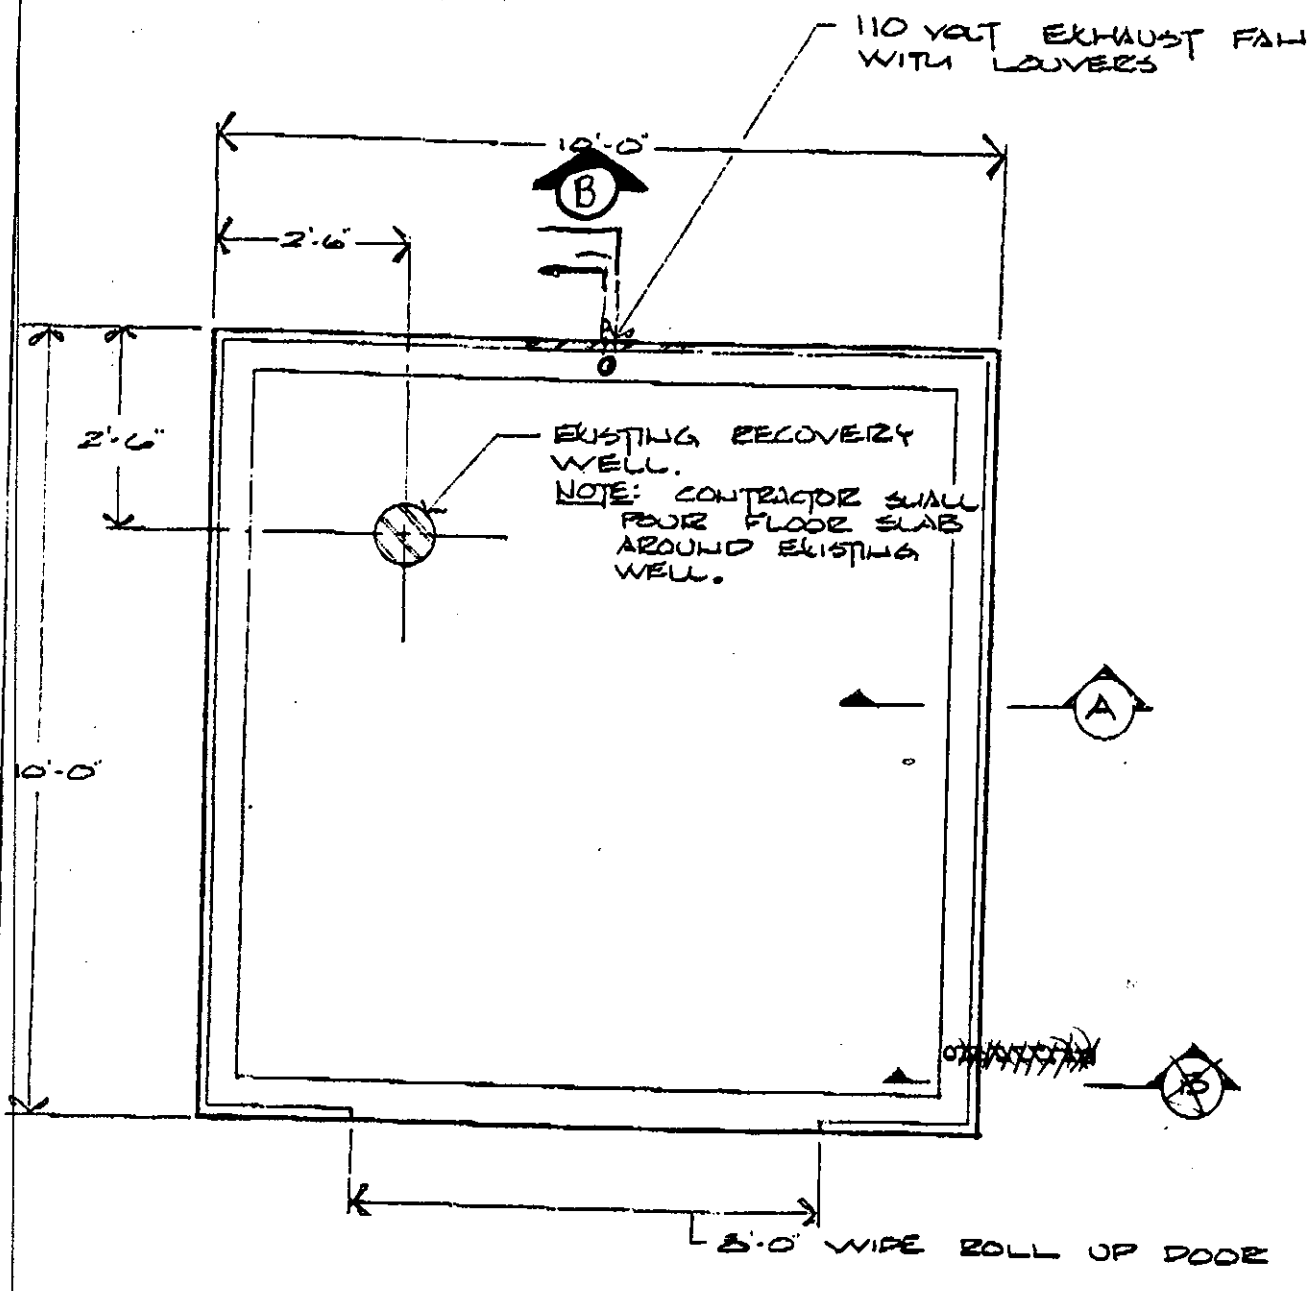 110 VOLT EXHAUST FAN
WITH LOUVERS
10'-0"
B
2'-6"
2'-6"
EXISTING RECOVERY
WELL.
NOTE: CONTRACTOR SHALL
POUR FLOOR SLAB
AROUND EXISTING
WELL.
A
10'-0"
B
8'-0" WIDE ROLL UP DOOR